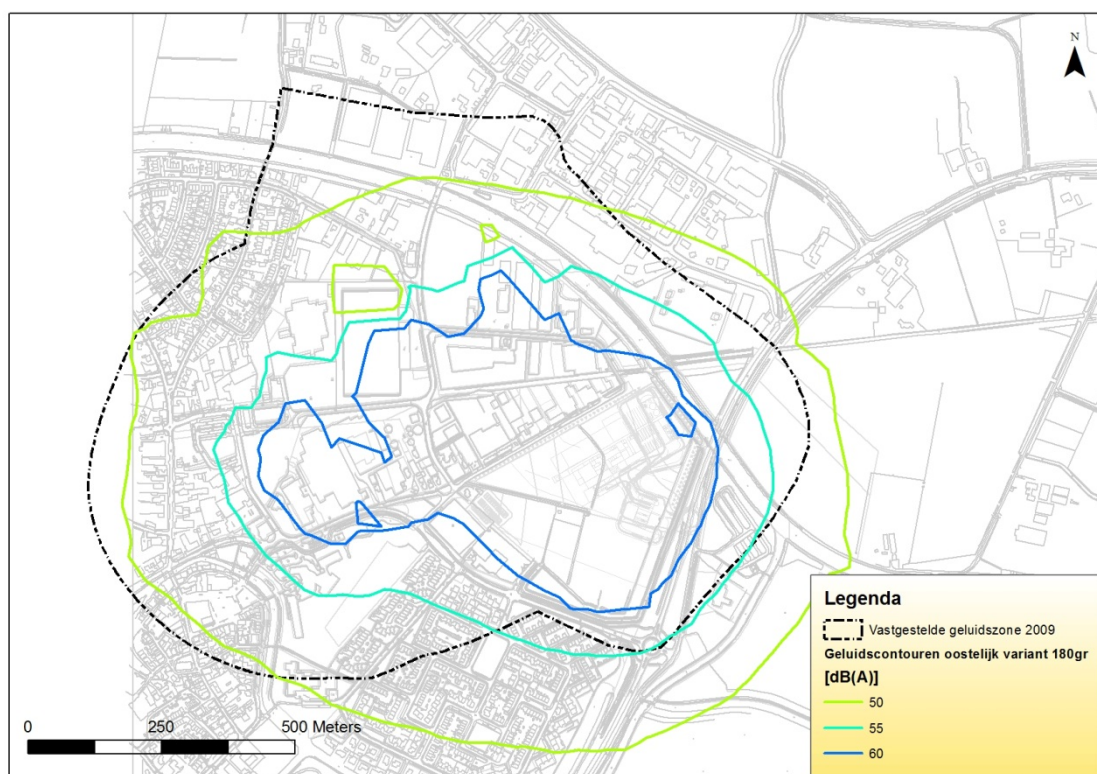 N
Legenda
Vastgestelde geluidszone 2009
Geluidscontouren oostelijk variant 180gr
[dB(A)]
50
55
60
0 250 500 Meters